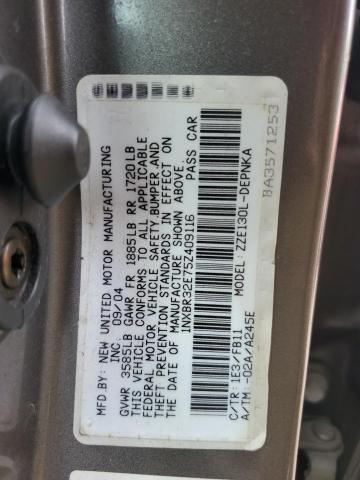 MFD BY: NEW UNITED MOTOR MANUFACTURING
INC. 09/04
GVWR 3585LB GAWR FR 1885LB RR 1720LB
THIS VEHICLE CONFORMS TO ALL APPLICABLE
FEDERAL MOTOR VEHICLE SAFETY,BUMPER,AND
THEFT PREVENTION STANDARDS IN EFFECT ON
THE DATE OF MANUFACTURE SHOWN ABOVE.
1NXBR32E75Z409116 PASS CAR
C/TR: 1E3/FB11 MODEL: ZZE130L-DEPNKA
A/TM: -02A/A245E
BA3571253